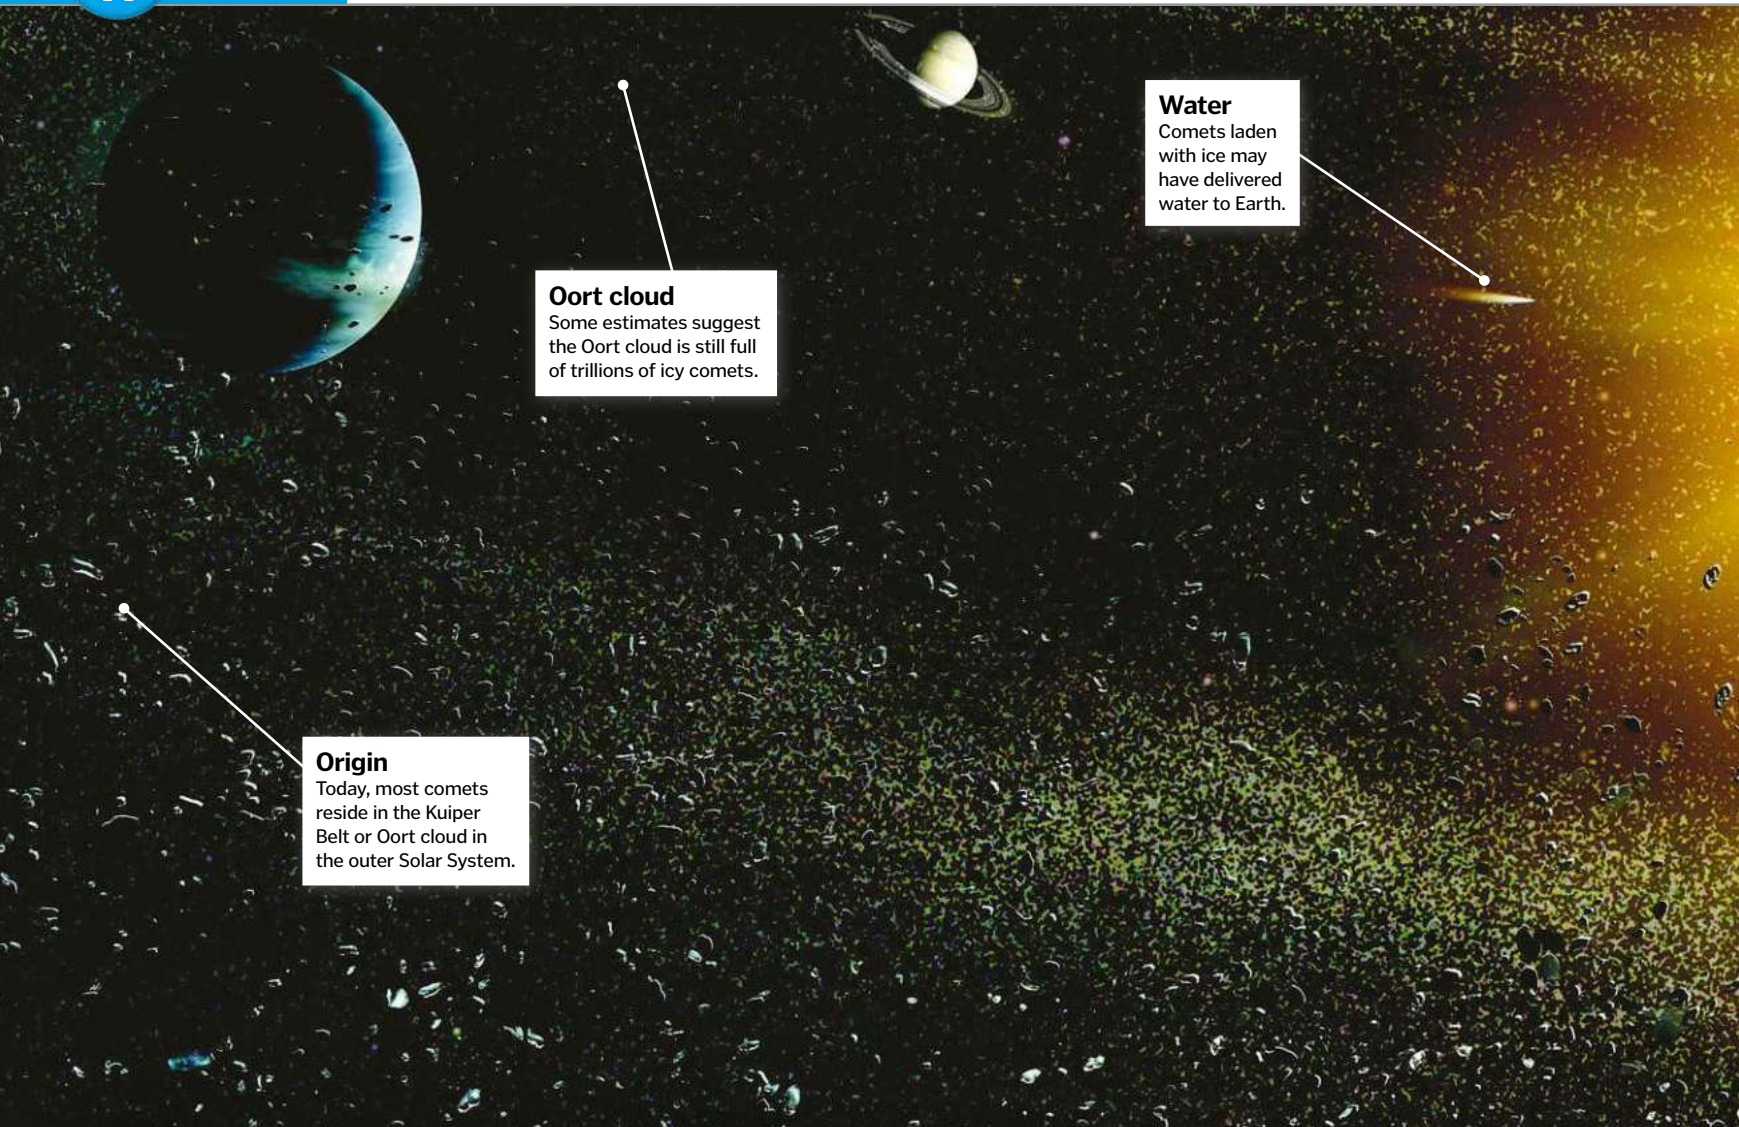 Water
Comets laden
with ice may
have delivered
water to Earth.
Oort cloud
Some estimates suggest
the Oort cloud is still full
of trillions of icy comets.
Origin
Today, most comets
reside in the Kuiper
Belt or Oort cloud in
the outer Solar System.